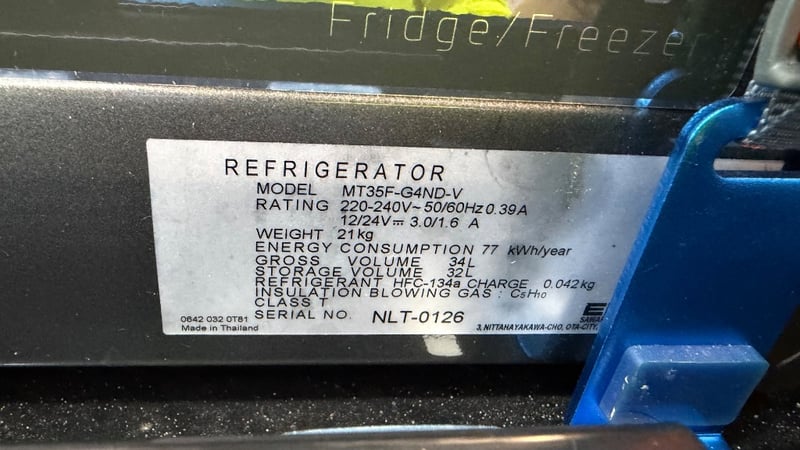 Fridge/Freezer
REFRIGERATOR
MODEL MT35F-G4ND-V
RATING 220-240V~50/60Hz 0.39A
12/24V⎓ 3.0/1.6 A
WEIGHT 21kg
ENERGY CONSUMPTION 77 kWh/year
GROSS VOLUME 34L
STORAGE VOLUME 32L
REFRIGERANT HFC-134a CHARGE 0.042kg
INSULATION BLOWING GAS : C5H10
CLASS T
SERIAL NO. NLT-0126
0642 032 0T81
Made in Thailand
3, NITTAHAYAKAWA-CHO, OTA-CITY,